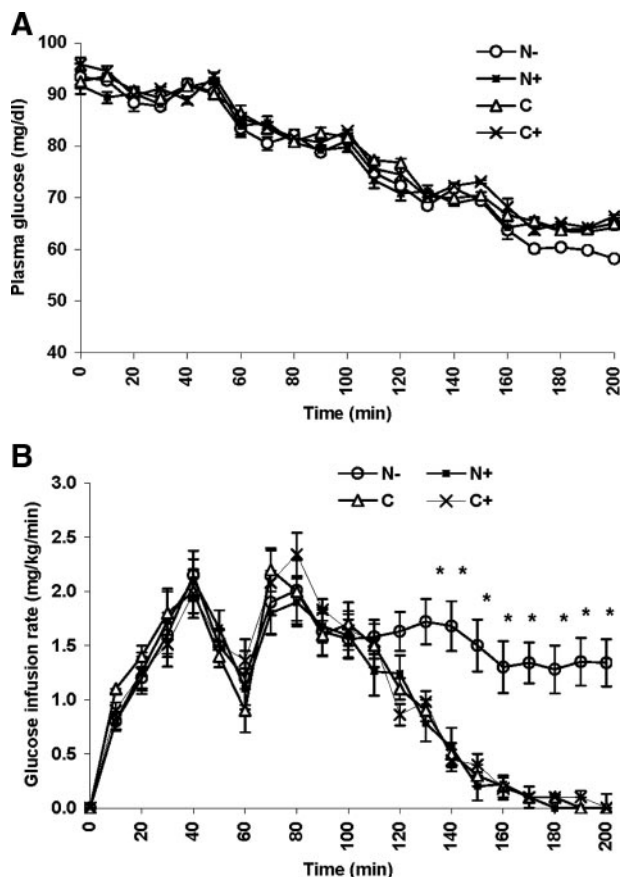 A
100
90
80
70
60
50
40
Plasma glucose (mg/dl)
N-
N+
C
C+
0
20
40
60
80
100
120
140
160
180
200
Time (min)
B
3.0
2.5
2.0
1.5
1.0
0.5
0.0
Glucose infusion rate (mg/kg/min)
N- N+
C C+
* * * * * * * *
0
20
40
60
80
100
120
140
160
180
200
Time (min)